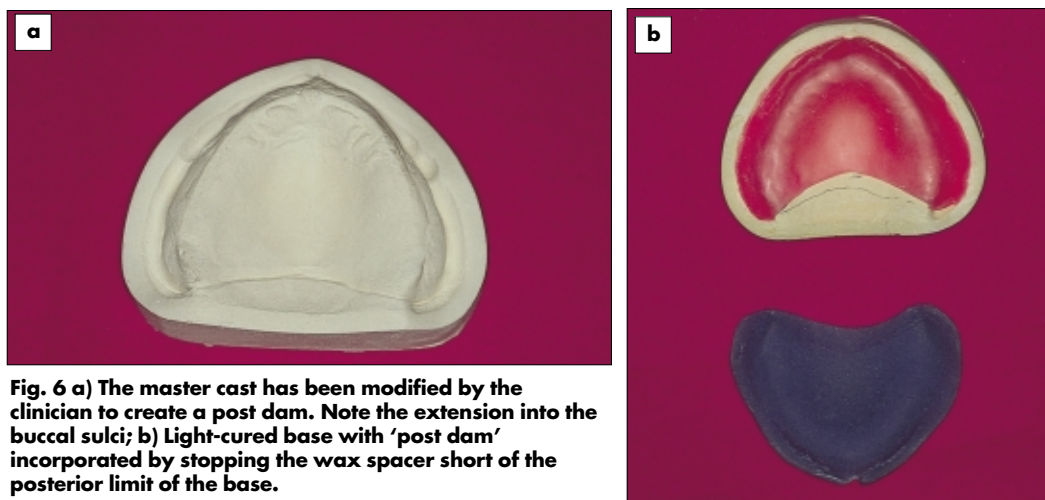 a
b
Fig. 6 a) The master cast has been modified by the
clinician to create a post dam. Note the extension into the
buccal sulci; b) Light-cured base with ‘post dam’
incorporated by stopping the wax spacer short of the
posterior limit of the base.